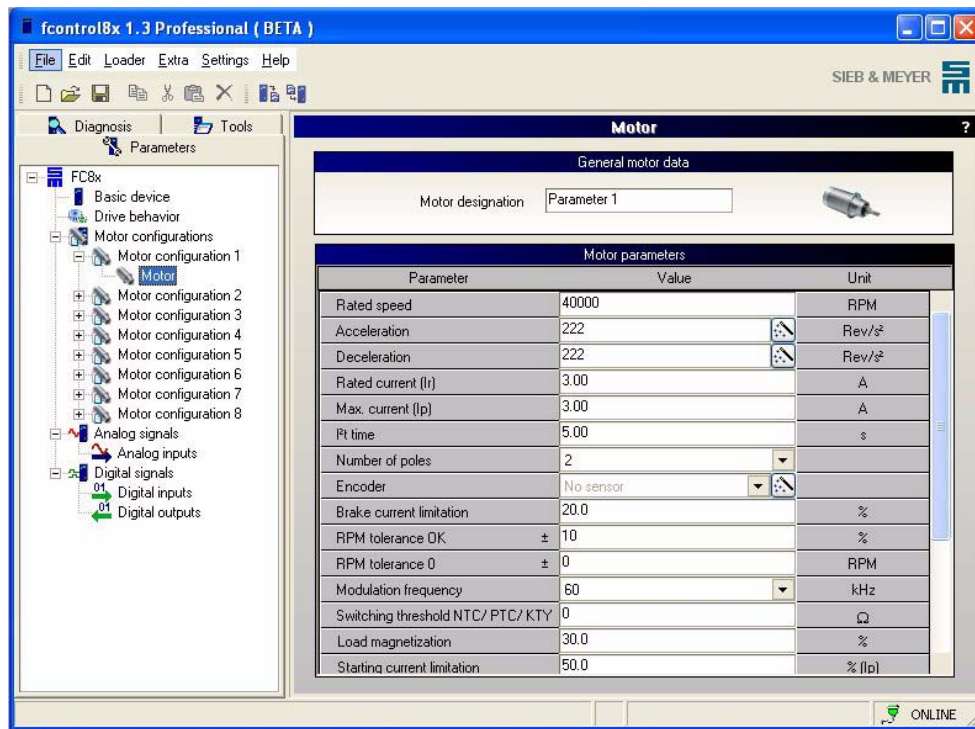 fcontrol8x 1.3 Professional ( BETA )
File Edit Loader Extra Settings Help
SIEB & MEYER
Diagnosis Tools
Parameters
FC8x
Basic device
Drive behavior
Motor configurations
Motor configuration 1
Motor
Motor configuration 2
Motor configuration 3
Motor configuration 4
Motor configuration 5
Motor configuration 6
Motor configuration 7
Motor configuration 8
Analog signals
Analog inputs
Digital signals
01 Digital inputs
01 Digital outputs
Motor ?
General motor data
Motor designation Parameter 1
Motor parameters
Parameter Value Unit
Rated speed 40000 RPM
Acceleration 222 Rev/s²
Deceleration 222 Rev/s²
Rated current (Ir) 3.00 A
Max. current (Ip) 3.00 A
I²t time 5.00 s
Number of poles 2
Encoder No sensor
Brake current limitation 20.0 %
RPM tolerance OK ± 10 %
RPM tolerance 0 ± 0 RPM
Modulation frequency 60 kHz
Switching threshold NTC/ PTC/ KTY 0 Ω
Load magnetization 30.0 %
Starting current limitation 50.0 % (Ip)
ONLINE